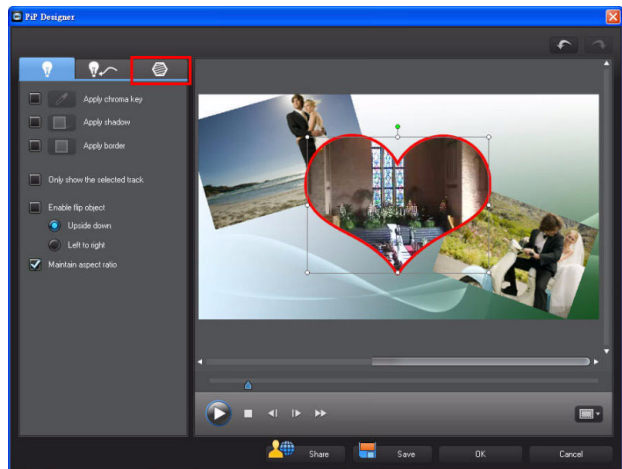 PiP Designer
Apply chroma key
Apply shadow
Apply border
Only show the selected track
Enable flip object
Upside down
Left to right
Maintain aspect ratio
Share
Save
OK
Cancel